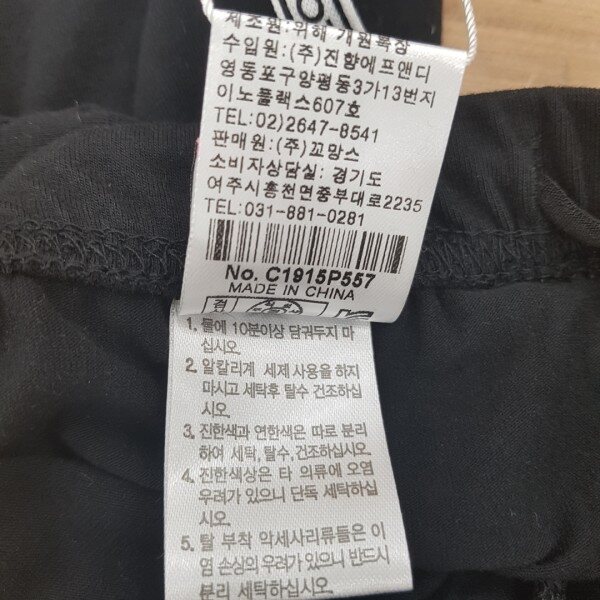 제조원:위해 개원복장
수입원:(주)진향에프앤디
영등포구양평동3가13번지
이노플랙스607호
TEL:02)2647-8541
판매원:(주)꼬망스
소비자상담실: 경기도
여주시흥천면중부대로2235
TEL:031-881-0281
No. C1915P557
MADE IN CHINA
검
1. 물에 10분이상 담궈두지 마
십시오.
2. 알칼리계 세제사용을 하지
마시고 세탁후 탈수 건조하십
시오
3. 진한색과 연한색은 따로 분리
하여 세탁,탈수,건조하십시오.
4. 진한색상은 타 의류에 오염
우려가 있으니 단독 세탁하십
시오.
5. 탈 부착 악세사리류들은 이
염 손상의우려가있으니 반드시
분리 세탁하십시오.